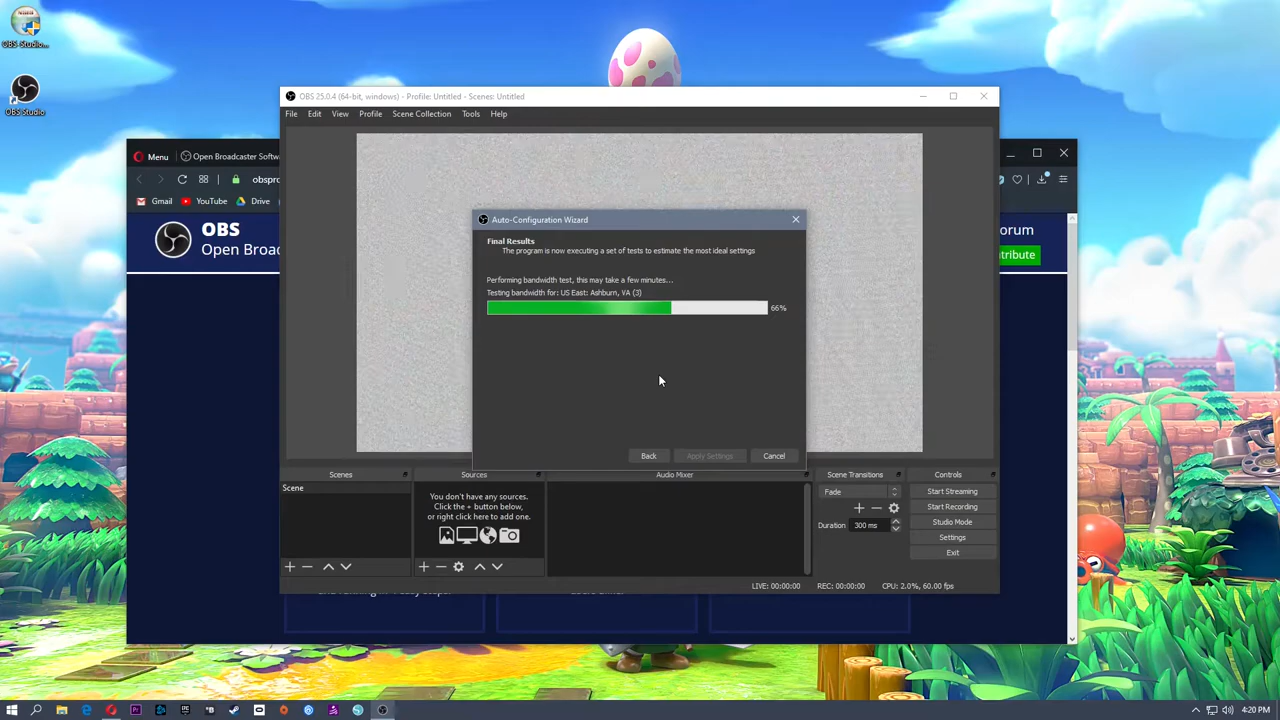 OBS Studio...
OBS Studio
OBS 25.0.4 (64-bit, windows) - Profile: Untitled - Scenes: Untitled
File Edit View Profile Scene Collection Tools Help
Menu
Open Broadcaster Softw
obspro
Gmail YouTube Drive
OBS
Open Broad
orum
tribute
Auto-Configuration Wizard
Final Results
The program is now executing a set of tests to estimate the most ideal settings
Performing bandwidth test, this may take a few minutes...
Testing bandwidth for: US East: Ashburn, VA (3)
66%
Back Apply Settings Cancel
Scenes Sources Audio Mixer Scene Transitions Controls
Scene
You don't have any sources.
Click the + button below,
or right click here to add one.
Fade
Duration 300 ms
Start Streaming
Start Recording
Studio Mode
Settings
Exit
LIVE: 00:00:00 REC: 00:00:00 CPU: 2.0%, 60.00 fps
4:20 PM